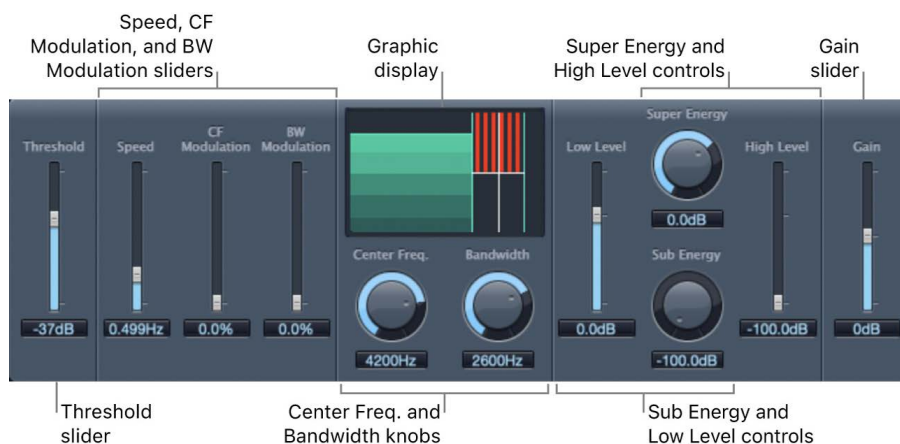 Speed, CF
Modulation, and BW
Modulation sliders
Graphic
display
Super Energy and
High Level controls
Gain
slider
Threshold
Speed
CF
Modulation
BW
Modulation
Low Level
Super Energy
High Level
Gain
0.0dB
Center Freq.
Bandwidth
Sub Energy
-37dB
0.499Hz
0.0%
0.0%
4200Hz
2600Hz
0.0dB
-100.0dB
-100.0dB
0dB
Threshold
slider
Center Freq. and
Bandwidth knobs
Sub Energy and
Low Level controls